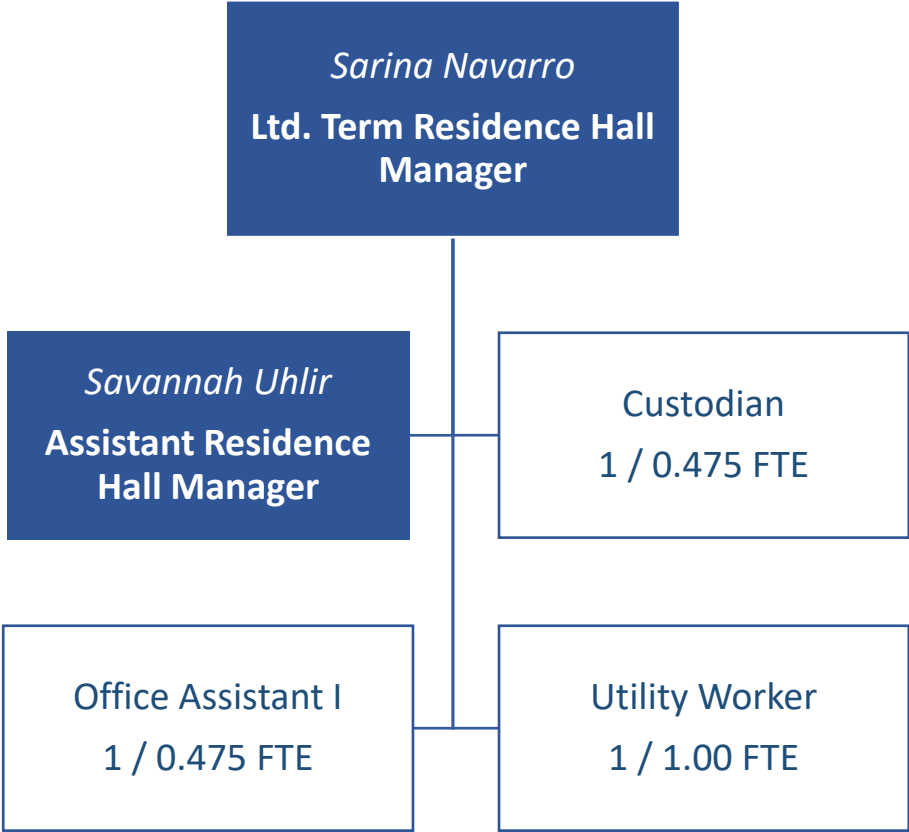 Sarina Navarro
Ltd. Term Residence Hall
Manager
Savannah Uhlir
Assistant Residence
Hall Manager
Custodian
1 / 0.475 FTE
Office Assistant I
1 / 0.475 FTE
Utility Worker
1 / 1.00 FTE